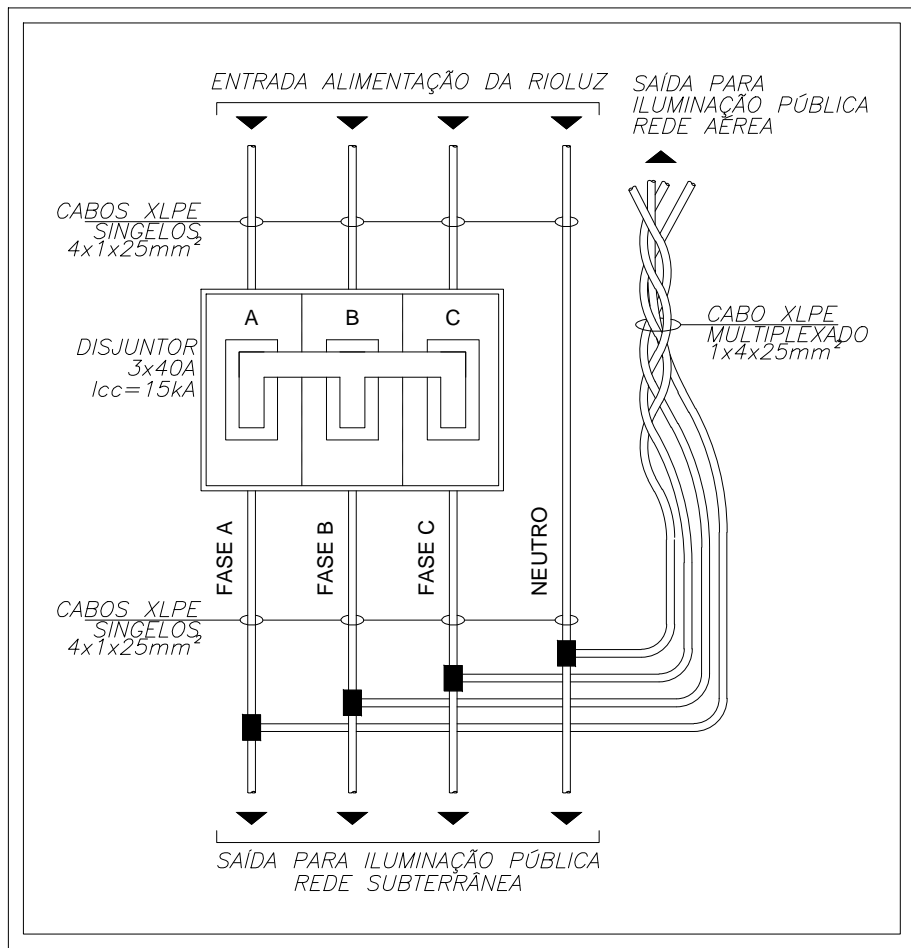 ENTRADA ALIMENTAÇÃO DA RIOLUZ
SAÍDA PARA
ILUMINAÇÃO PÚBLICA
REDE AÉREA
CABOS XLPE
SINGELOS
4x1x25mm²
A
B
C
DISJUNTOR
3x40A
Icc=15kA
CABO XLPE
MULTIPLEXADO
1x4x25mm²
FASE A
FASE B
FASE C
NEUTRO
CABOS XLPE
SINGELOS
4x1x25mm²
SAÍDA PARA ILUMINAÇÃO PÚBLICA
REDE SUBTERRÂNEA